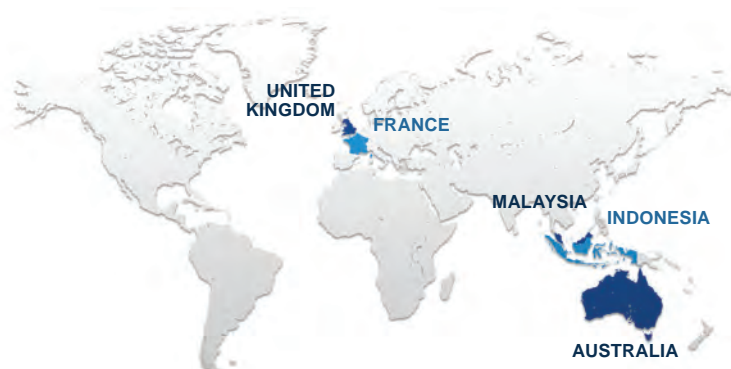 UNITED
KINGDOM
FRANCE
MALAYSIA
INDONESIA
AUSTRALIA